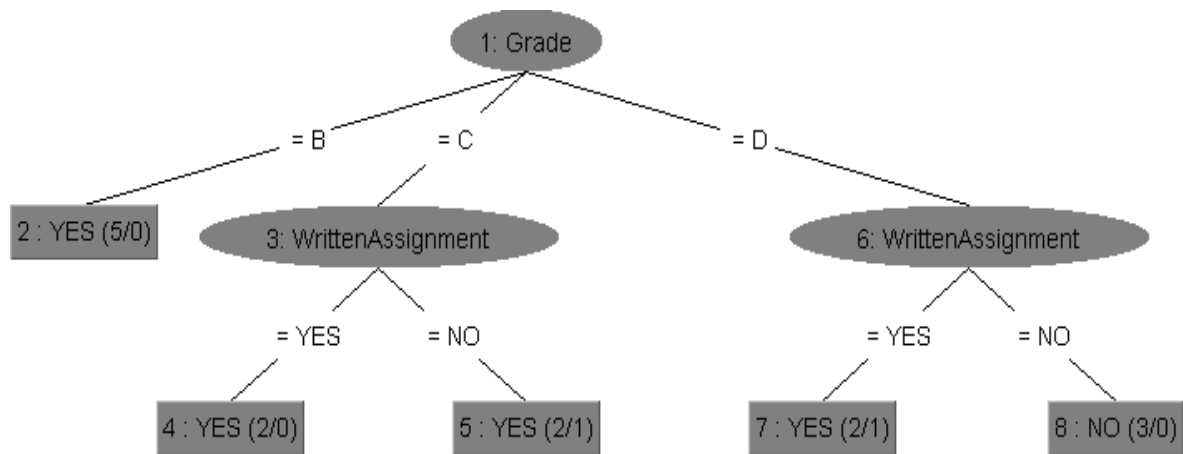 1: Grade
= B
= C
= D
2 : YES (5/0)
3: WrittenAssignment
6: WrittenAssignment
= YES
= NO
= YES
= NO
4 : YES (2/0)
5 : YES (2/1)
7 : YES (2/1)
8 : NO (3/0)